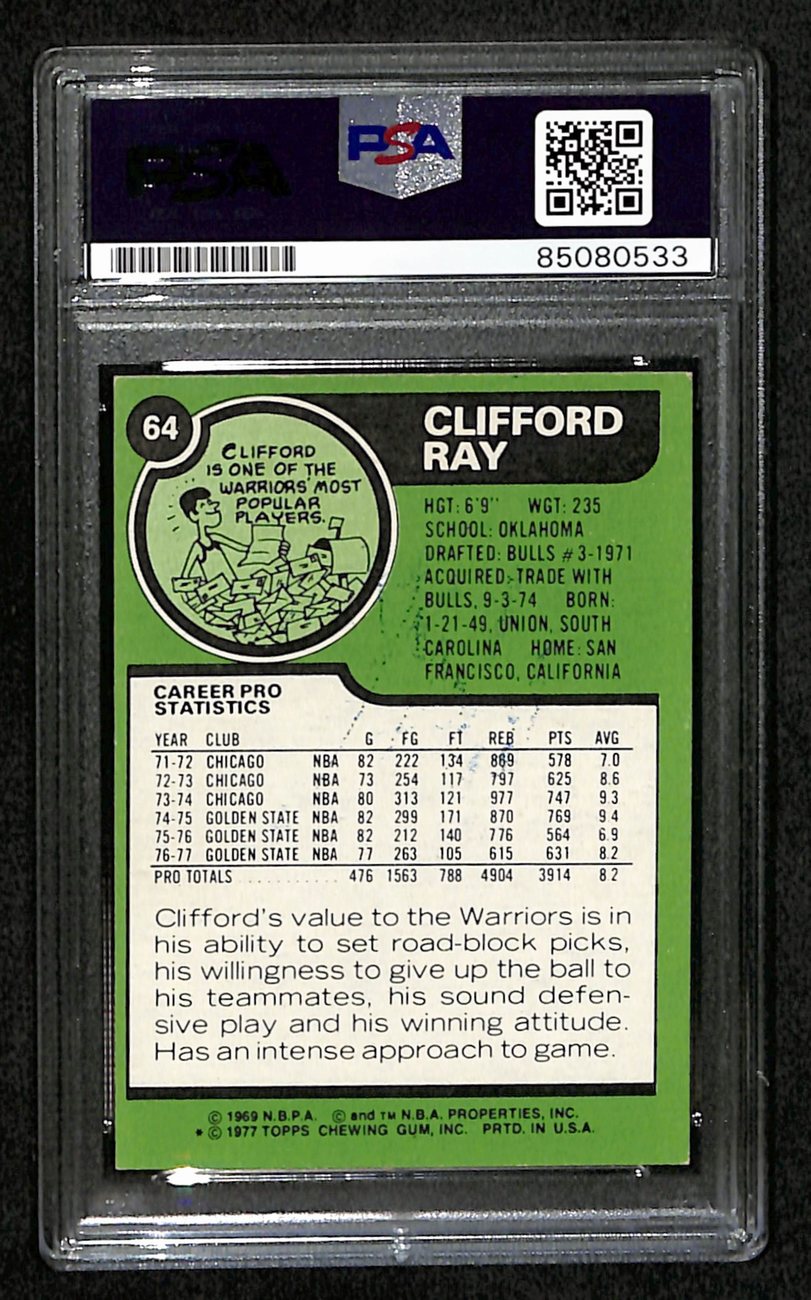 PSA
PSA
85080533
64
CLIFFORD
IS ONE OF THE
WARRIORS' MOST
POPULAR
PLAYERS.
CLIFFORD
RAY
HGT: 6'9" WGT: 235
SCHOOL: OKLAHOMA
DRAFTED: BULLS #3-1971
ACQUIRED: TRADE WITH
BULLS, 9-3-74 BORN:
1-21-49, UNION, SOUTH
CAROLINA HOME: SAN
FRANCISCO, CALIFORNIA
CAREER PRO
STATISTICS
YEAR CLUB G FG FT REB PTS AVG
71-72 CHICAGO NBA 82 222 134 869 578 7.0
72-73 CHICAGO NBA 73 254 117 797 625 8.6
73-74 CHICAGO NBA 80 313 121 977 747 9.3
74-75 GOLDEN STATE NBA 82 299 171 870 769 9.4
75-76 GOLDEN STATE NBA 82 212 140 776 564 6.9
76-77 GOLDEN STATE NBA 77 263 105 615 631 8.2
PRO TOTALS .......... 476 1563 788 4904 3914 8.2
Clifford's value to the Warriors is in
his ability to set road-block picks,
his willingness to give up the ball to
his teammates, his sound defen-
sive play and his winning attitude.
Has an intense approach to game.
© 1969 N.B.P.A. © and TM N.B.A. PROPERTIES, INC.
* © 1977 TOPPS CHEWING GUM, INC. PRTD. IN U.S.A.